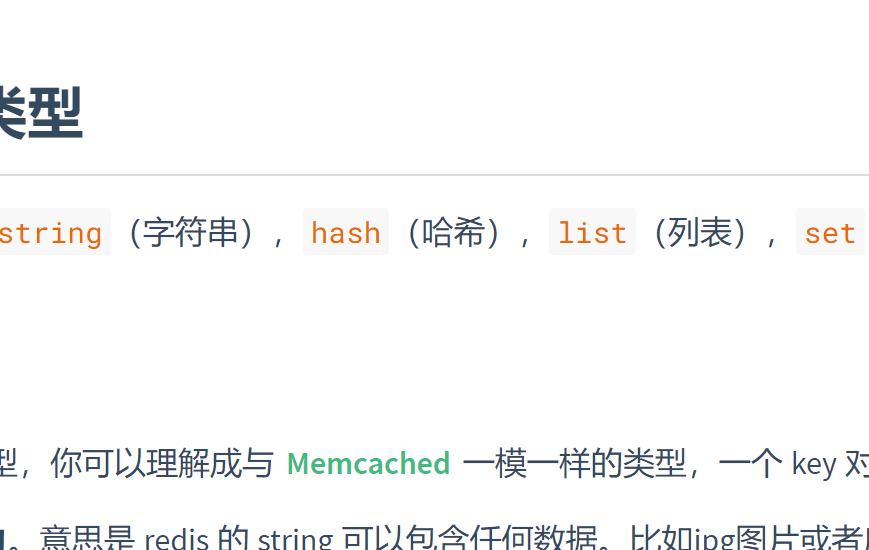 类型
string （字符串）, hash （哈希）, list （列表）, set
型，你可以理解成与 Memcached 一模一样的类型，一个 key 对
。意思是 redis 的 string 可以包含任何数据。比如jpg图片或者